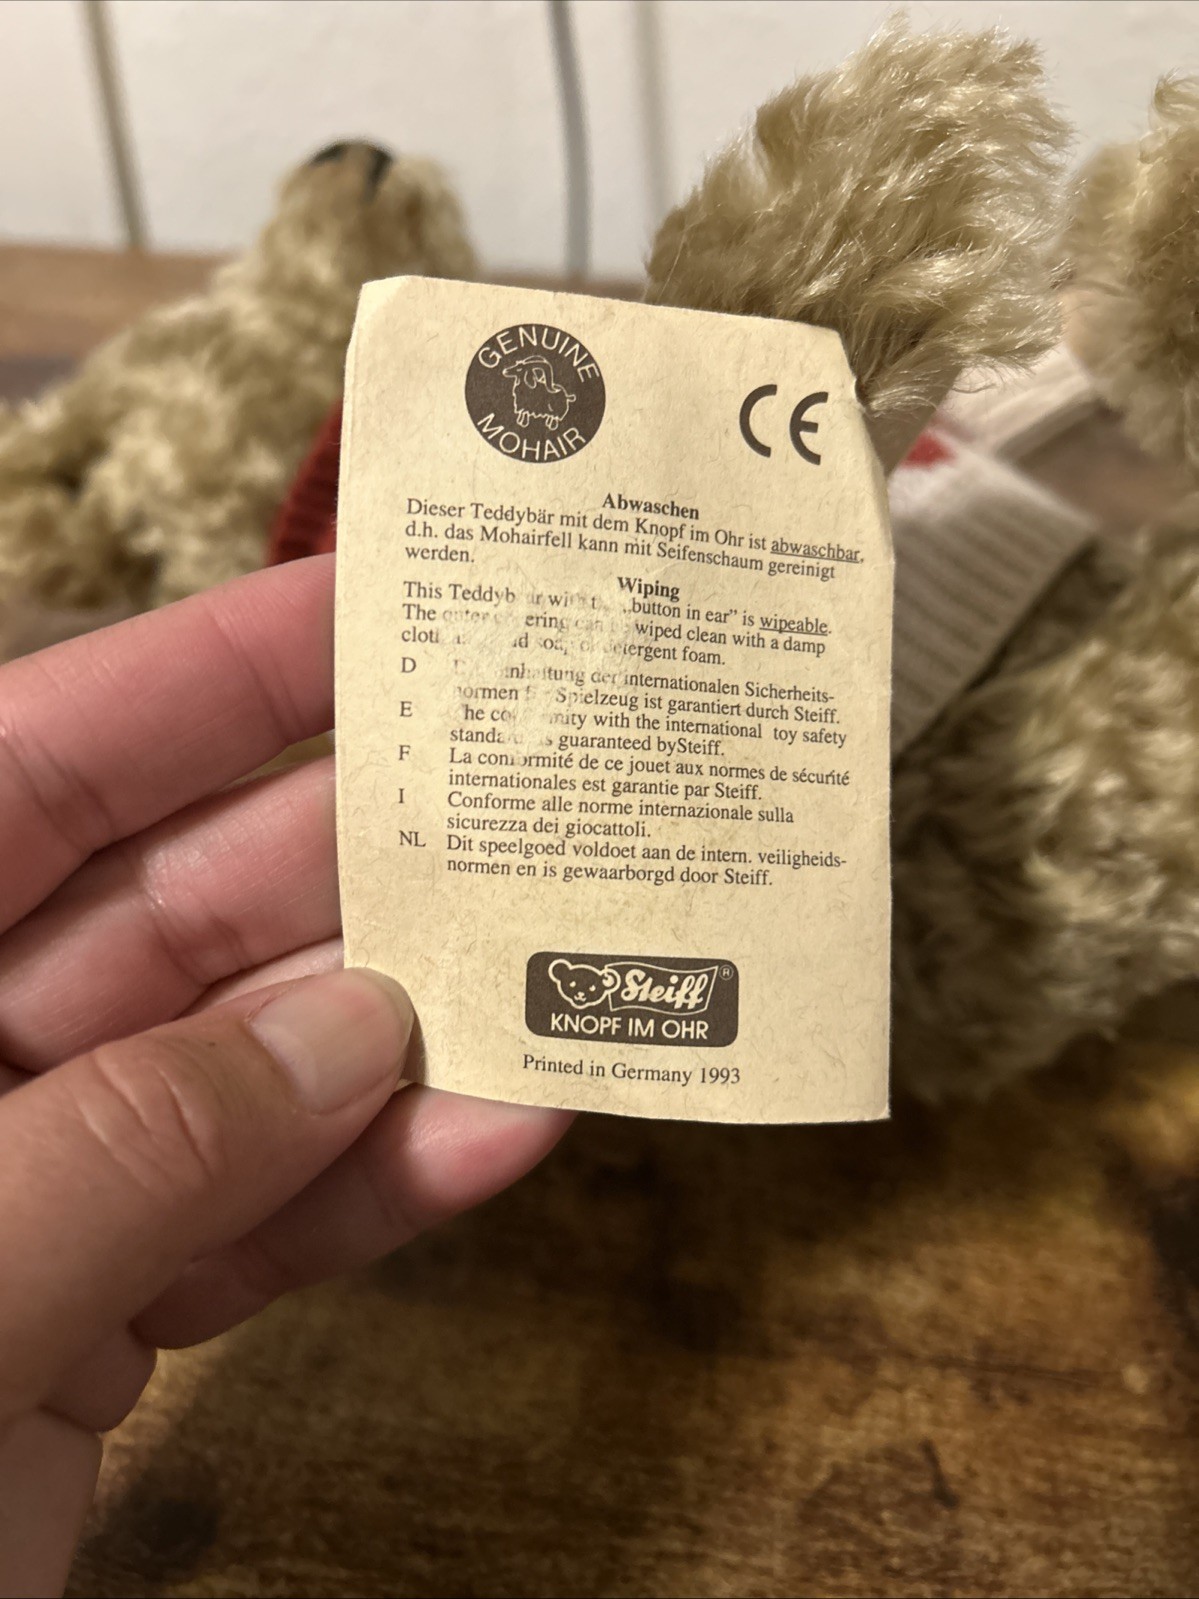 GENUINE
MOHAIR
CE
Abwaschen
Dieser Teddybär mit dem Knopf im Ohr ist abwaschbar,
d.h. das Mohairfell kann mit Seifenschaum gereinigt
werden.
Wiping
This button in ear” is wipeable.
The wiped clean with a damp
foam.
D der internationalen Sicherheits-
Spielzeug ist garantiert durch Steiff.
E with the international toy safety
guaranteed bySteiff.
F La de ce jouet aux normes de sécurité
internationales est garantie par Steiff.
I Conforme alle norme internazionale sulla
sicurezza dei giocattoli.
NL Dit speelgoed voldoet aan de intern. veiligheids-
normen en is gewaarborgd door Steiff.
Steiff ®
KNOPF IM OHR
Printed in Germany 1993